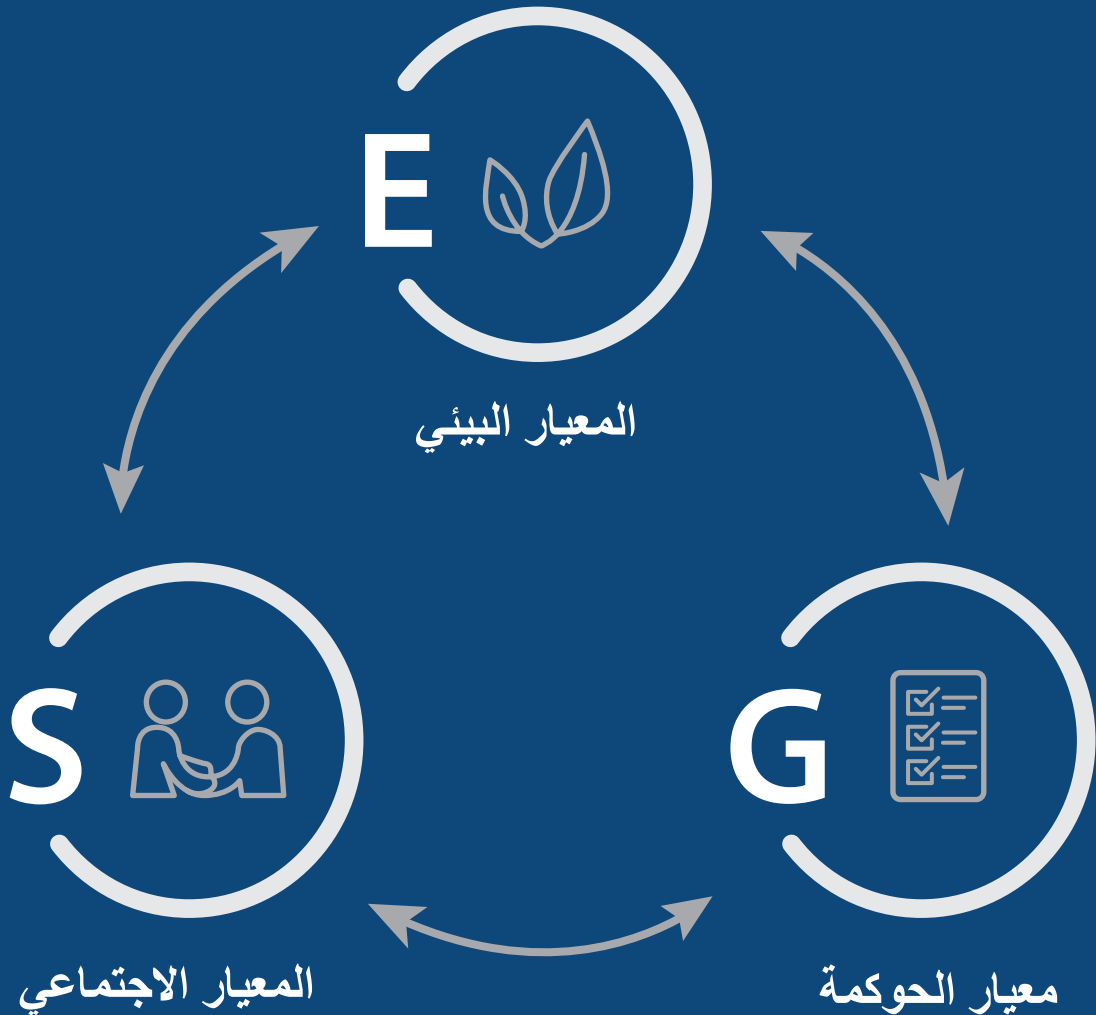 E
المعيار البيئي
S
المعيار الاجتماعي
G
معيار الحوكمة